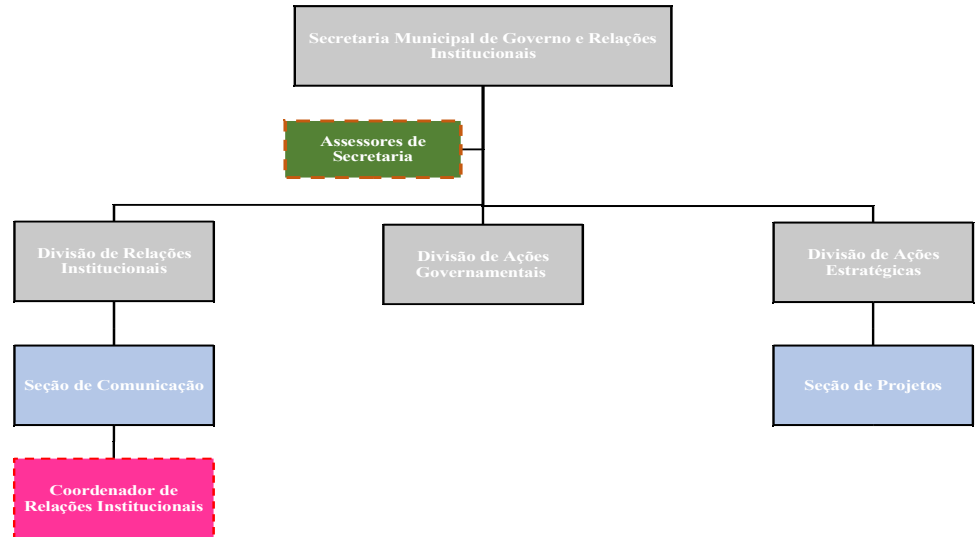 Secretaria Municipal de Governo e Relações
Institucionais
Assessores de
Secretaria
Divisão de Relações
Institucionais
Divisão de Ações
Governamentais
Divisão de Ações
Estratégicas
Seção de Comunicação
Seção de Projetos
Coordenador de
Relações Institucionais